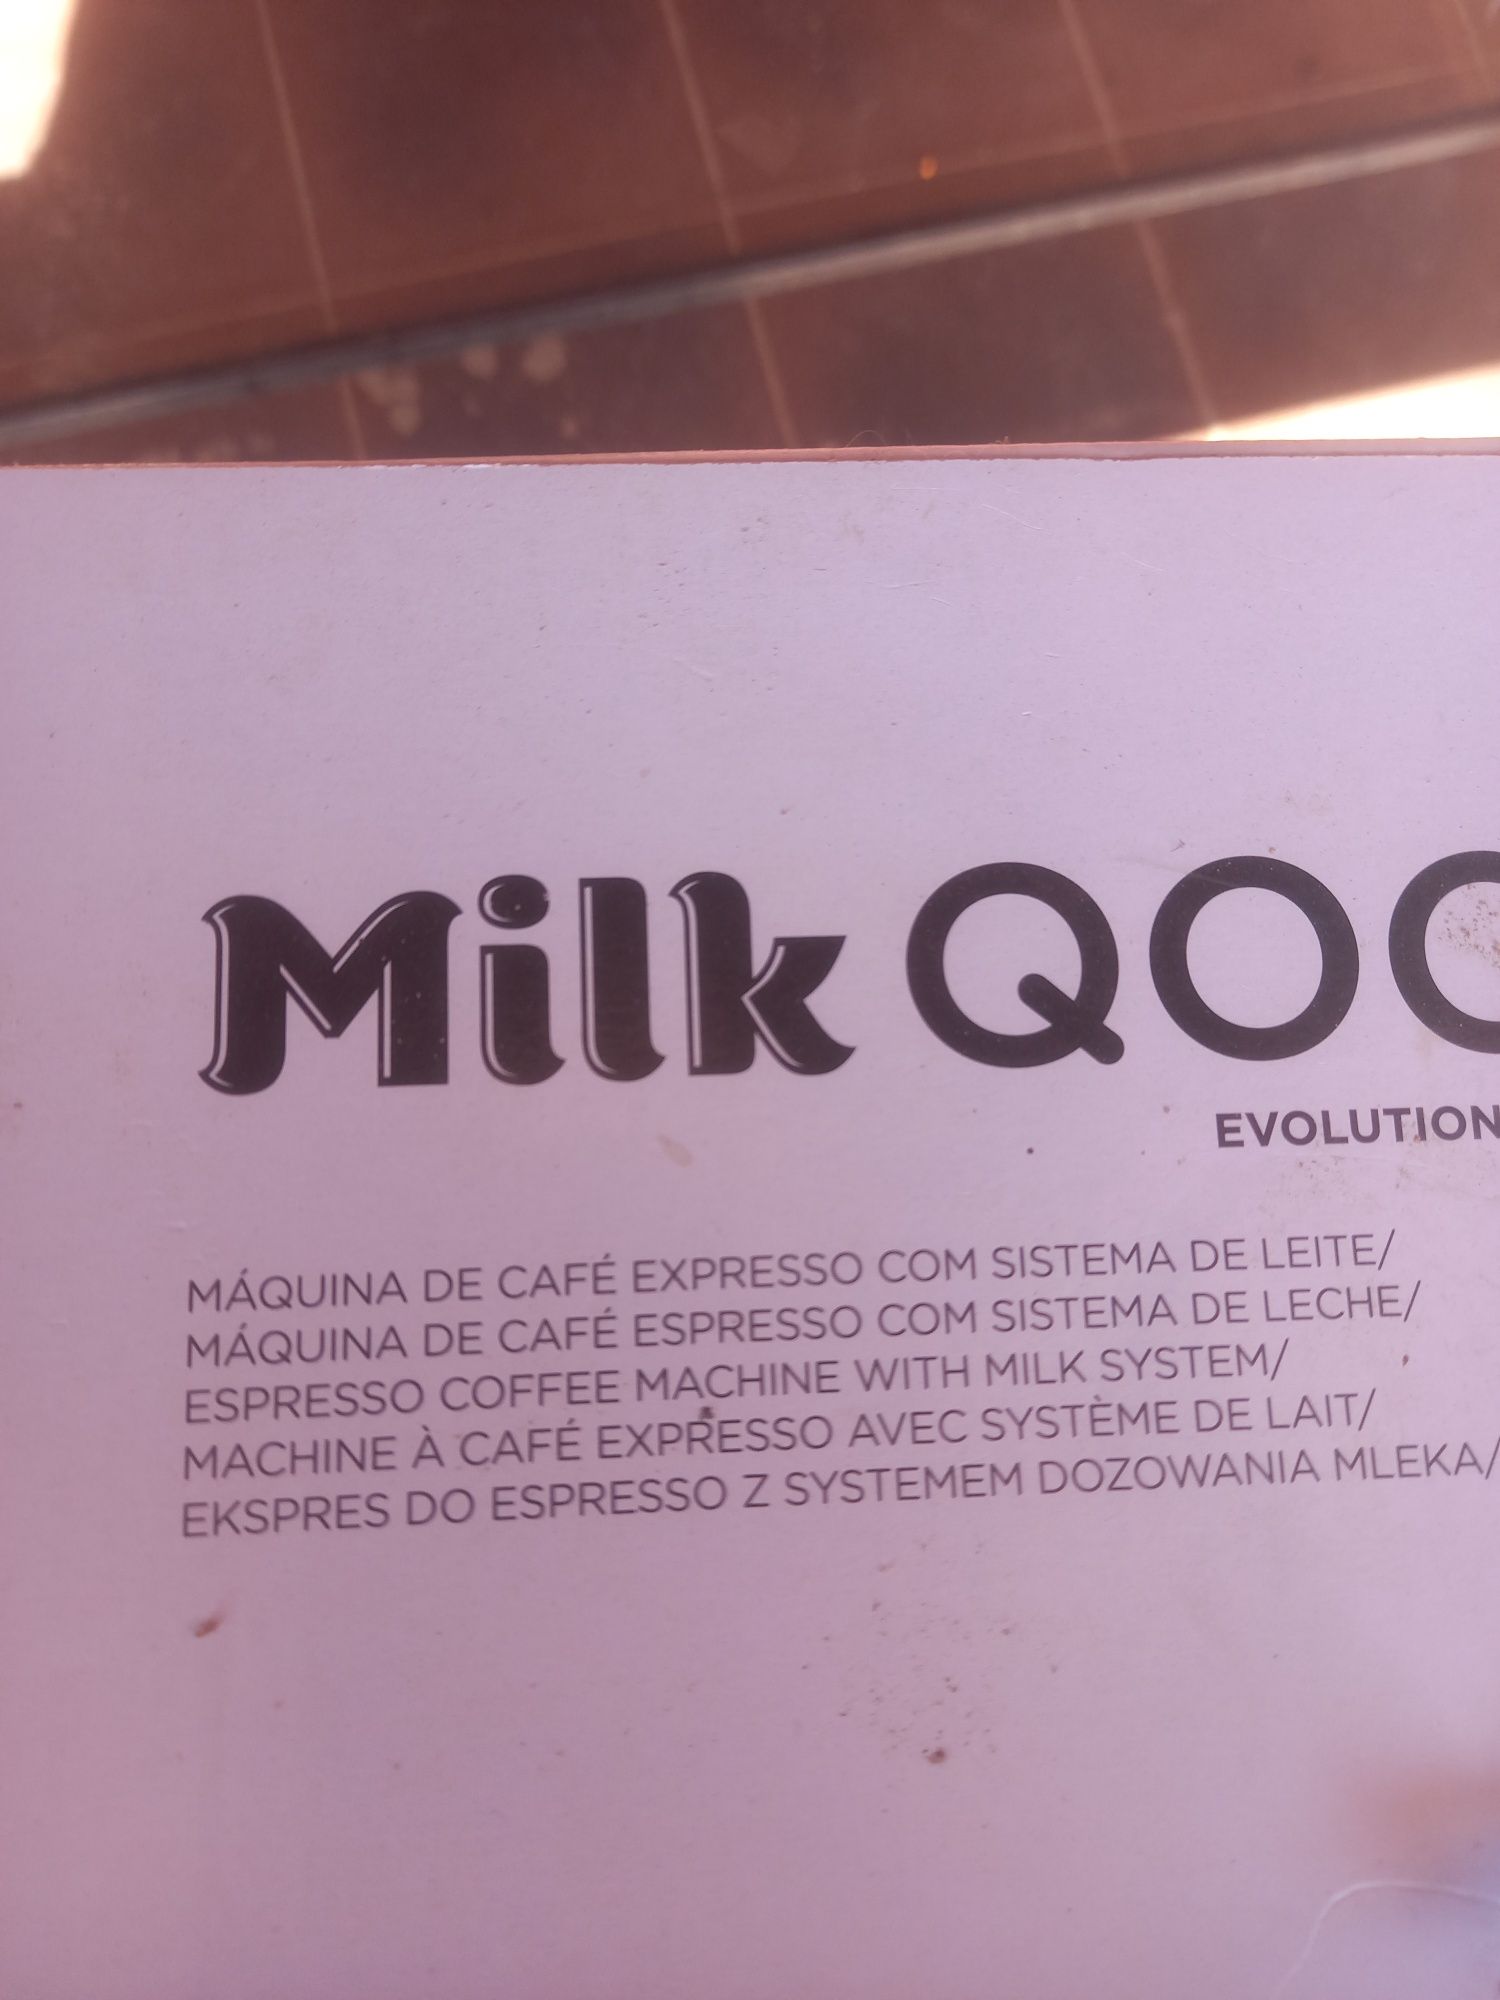 Milk QOO
EVOLUTION
MÁQUINA DE CAFÉ EXPRESSO COM SISTEMA DE LEITE/
MÁQUINA DE CAFÉ ESPRESSO COM SISTEMA DE LECHE/
ESPRESSO COFFEE MACHINE WITH MILK SYSTEM/
MACHINE À CAFÉ EXPRESSO AVEC SYSTÈME DE LAIT/
EKSPRES DO ESPRESSO Z SYSTEMEM DOZOWANIA MLEKA/